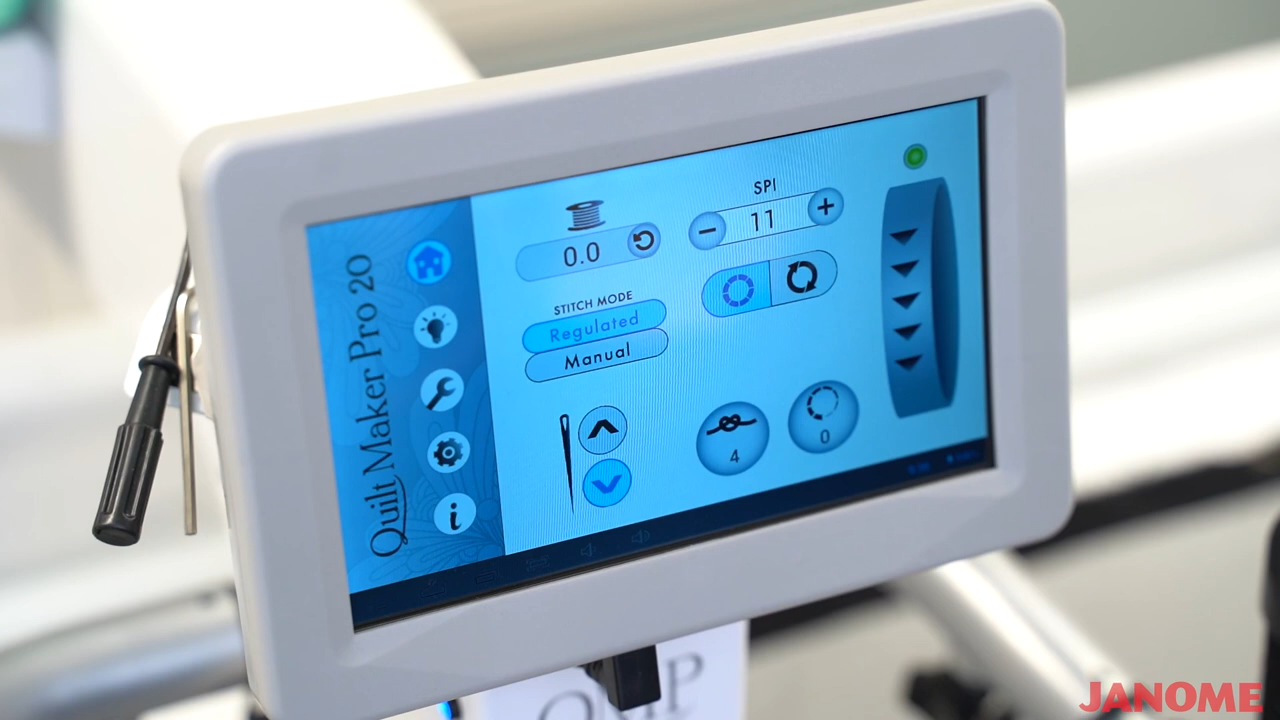 Quilt Maker Pro 20
0.0
SPI
11
STITCH MODE
Regulated
Manual
4
0
QMP
JANOME